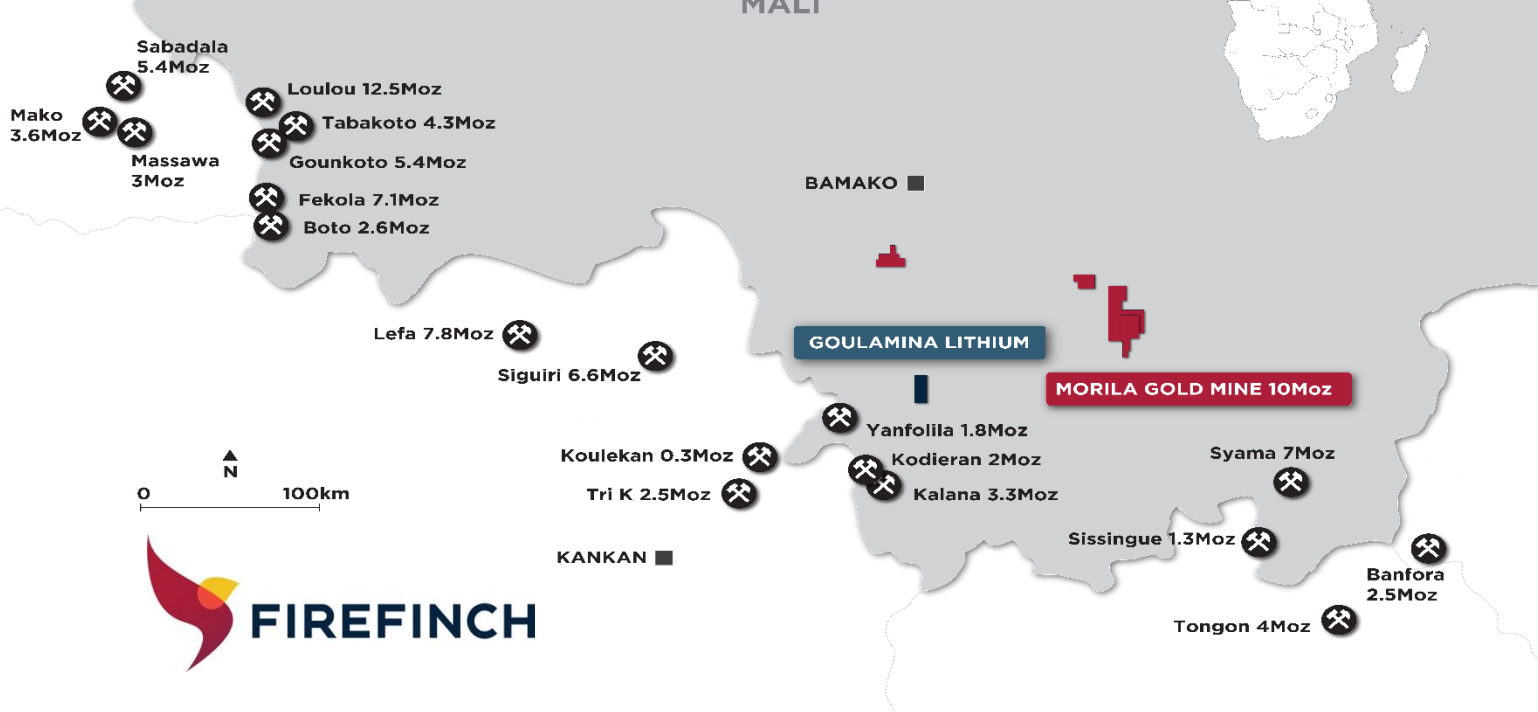 MALI
Sabadala
5.4Moz
Loulou 12.5Moz
Mako
3.6Moz
Tabakoto 4.3Moz
Massawa
3Moz
Gounkoto 5.4Moz
BAMAKO
Fekola 7.1Moz
Boto 2.6Moz
Lefa 7.8Moz
GOULAMINA LITHIUM
Siguiri 6.6Moz
MORILA GOLD MINE 10Moz
Yanfolila 1.8Moz
Koulekan 0.3Moz
Kodieran 2Moz
Syama 7Moz
N
0 100km
Tri K 2.5Moz
Kalana 3.3Moz
Sissingue 1.3Moz
KANKAN
Banfora
2.5Moz
FIREFINCH
Tongon 4Moz